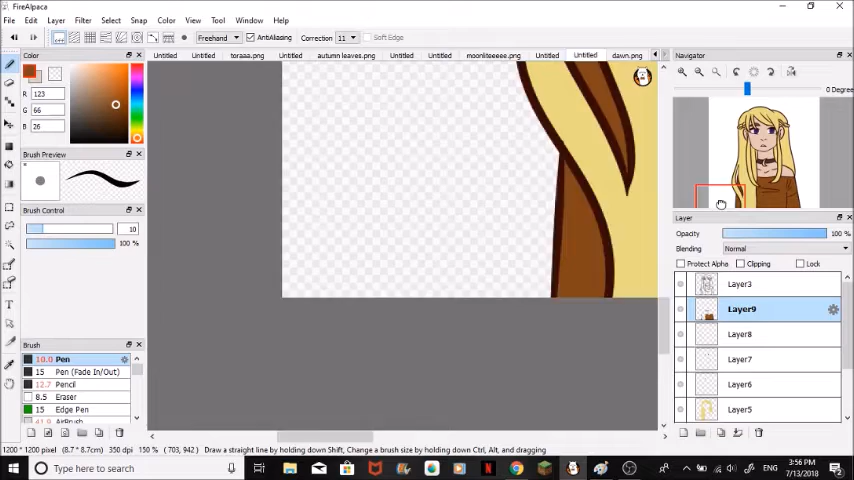 FireAlpaca
File Edit Layer Filter Select Snap Color View Tool Window Help
Freehand AntiAliasing Correction 11 Soft Edge
Color
Untitled Untitled toraaa.png Untitled autumn leaves.png Untitled Untitled moonliteeeee.png Untitled Untitled dawn.png
Navigator
R 123
G 66
B 26
0 Degree
Brush Preview
Brush Control
10
100 %
Layer
Opacity 100 %
Blending Normal
Protect Alpha Clipping Lock
Layer3
Layer9
Layer8
Layer7
Layer6
Layer5
Brush
10.0 Pen
15 Pen (Fade In/Out)
12.7 Pencil
8.5 Eraser
15 Edge Pen
41.9 AirBrush
1200 * 1200 pixel (8.7 * 8.7cm) 350 dpi 150 % ( 703, 942 ) Draw a straight line by holding down Shift, Change a brush size by holding down Ctrl, Alt, and dragging
Type here to search
ENG
3:56 PM
7/13/2018
2